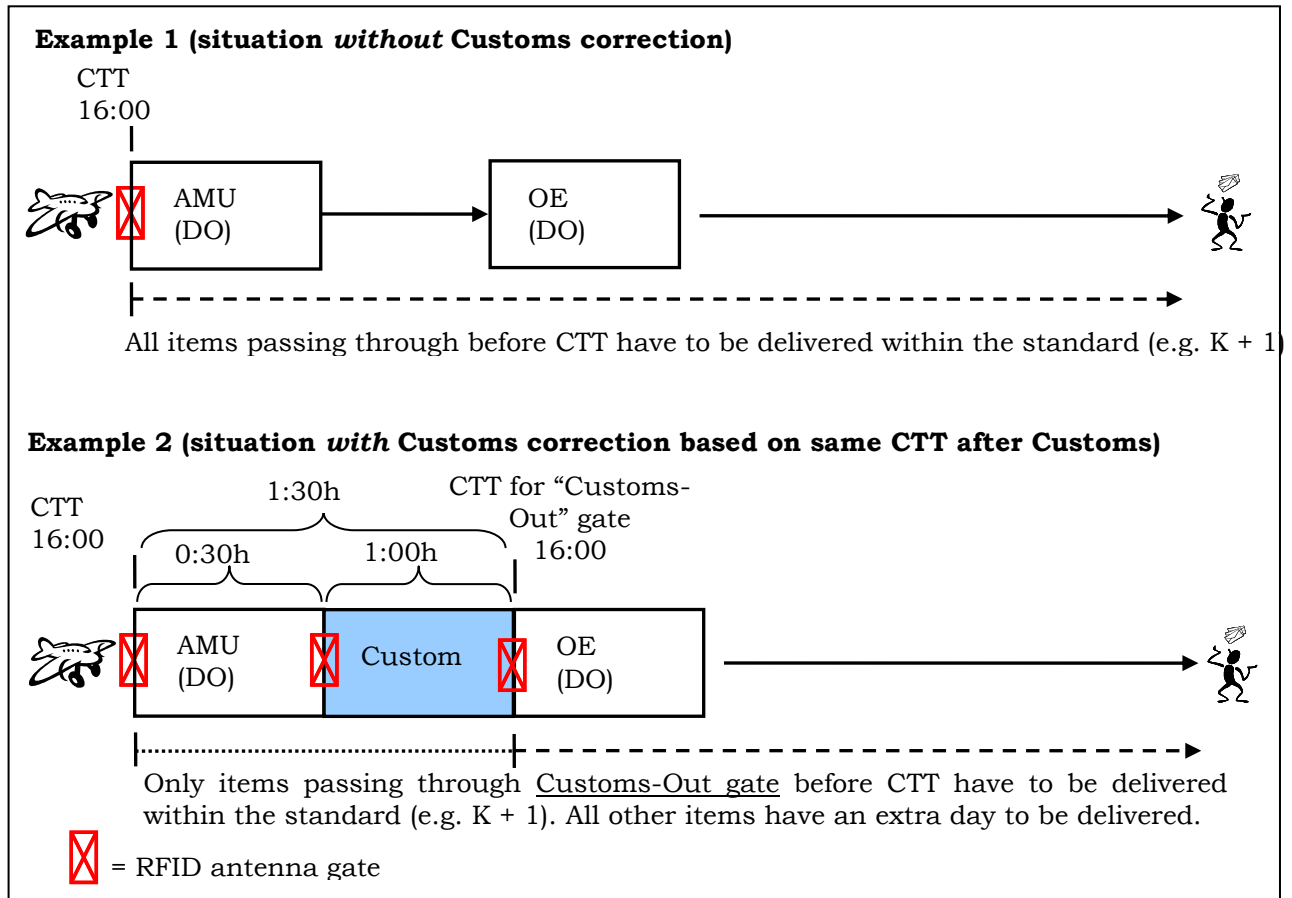 Example 1 (situation without Customs correction)
CTT
16:00
AMU
(DO)
OE
(DO)
All items passing through before CTT have to be delivered within the standard (e.g. K + 1)
Example 2 (situation with Customs correction based on same CTT after Customs)
CTT
16:00
1:30h
CTT for “Customs-
Out” gate
16:00
0:30h
1:00h
AMU
(DO)
Custom
OE
(DO)
Only items passing through Customs-Out gate before CTT have to be delivered
within the standard (e.g. K + 1). All other items have an extra day to be delivered.
= RFID antenna gate